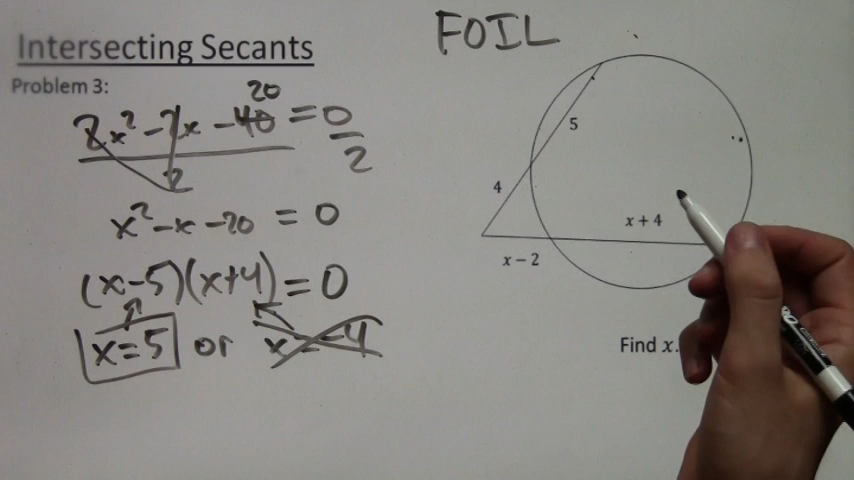 FOIL
Intersecting Secants
Problem 3:
20
2x² - 2x - 40 = 0
2 2
x² - x - 20 = 0
(x-5)(x+4) = 0
x=5 or x=-4
5
4
x + 4
x − 2
Find x.